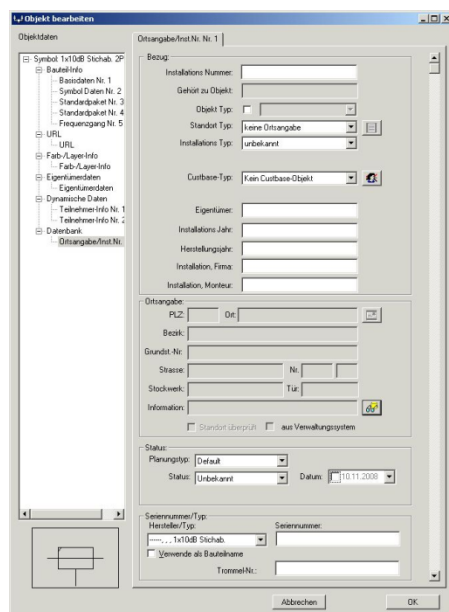 Objekt bearbeiten
Objektdaten
Symbol: 1x10dB Stichab. 2P
Bauteil-Info
Basisdaten Nr. 1
Symbol Daten Nr. 2
Standardpaket Nr. 3
Standardpaket Nr. 4
Frequenzgang Nr. 5
URL
URL
Farb-/Layer-Info
Farb-/Layer-Info
Eigentümerdaten
Eigentümerdaten
Dynamische Daten
Teilnehmer-Info Nr. 1
Teilnehmer-Info Nr. 2
Datenbank
Ortsangabe/Inst.Nr.
Ortsangabe/Inst.Nr. Nr. 1
Bezug:
Installations Nummer:
Gehört zu Objekt:
Objekt Typ:
Standort Typ: keine Ortsangabe
Installations Typ: unbekannt
Custbase-Typ: Kein Custbase-Objekt
Eigentümer:
Installations Jahr:
Herstellungsjahr:
Installation, Firma:
Installation, Monteur:
Ortsangabe:
PLZ: Ort:
Bezirk:
Grundst.-Nr:
Strasse: Nr.
Stockwerk: Tür:
Information:
Standort überprüft aus Verwaltungssystem
Status:
Planungstyp: Default
Status: Unbekannt Datum: 10.11.2008
Seriennummer/Typ:
Hersteller/Typ: Seriennummer:
-----, , , 1x10dB Stichab.
Verwende als Bauteilname
Trommel-Nr.:
Abbrechen OK